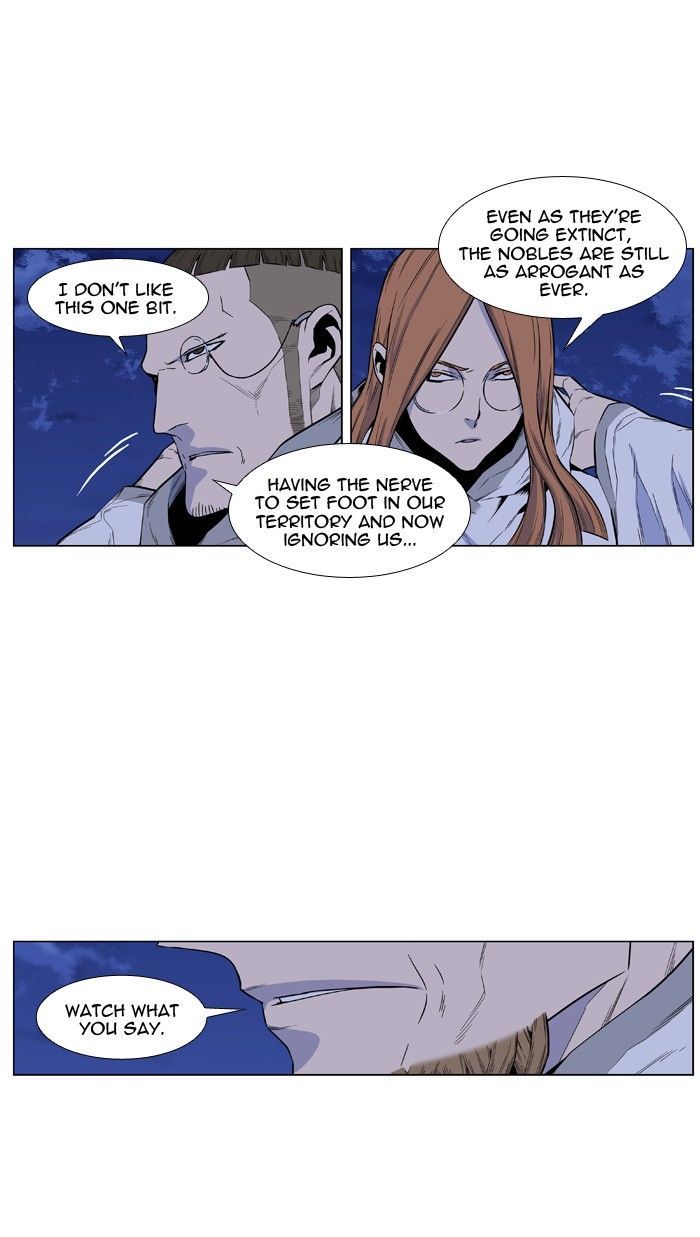 I DON'T LIKE
THIS ONE BIT.
EVEN AS THEY'RE
GOING EXTINCT,
THE NOBLES ARE STILL
AS ARROGANT AS
EVER.
HAVING THE NERVE
TO SET FOOT IN OUR
TERRITORY AND NOW
IGNORING US...
WATCH WHAT
YOU SAY.